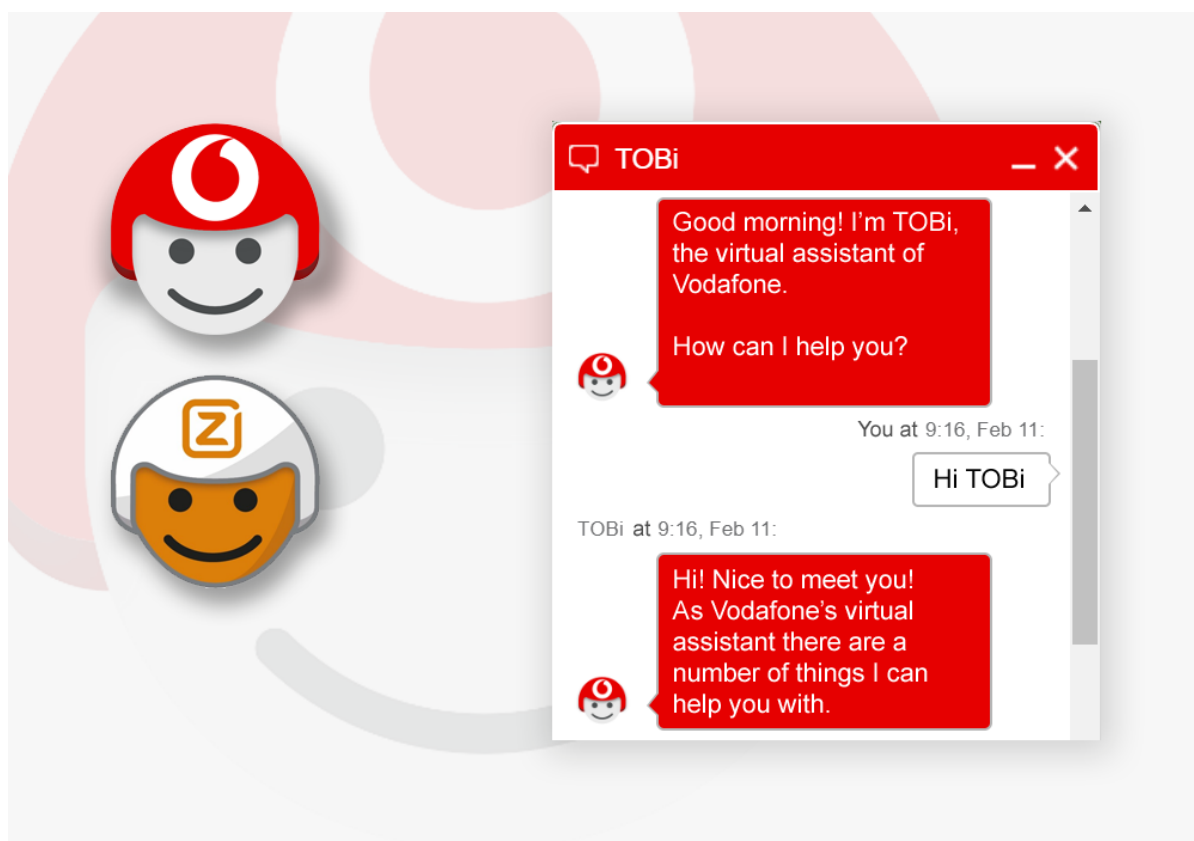 TOBi
Good morning! I'm TOBi,
the virtual assistant of
Vodafone.
How can I help you?
You at 9:16, Feb 11:
Hi TOBi
TOBi at 9:16, Feb 11:
Hi! Nice to meet you!
As Vodafone's virtual
assistant there are a
number of things I can
help you with.
Z